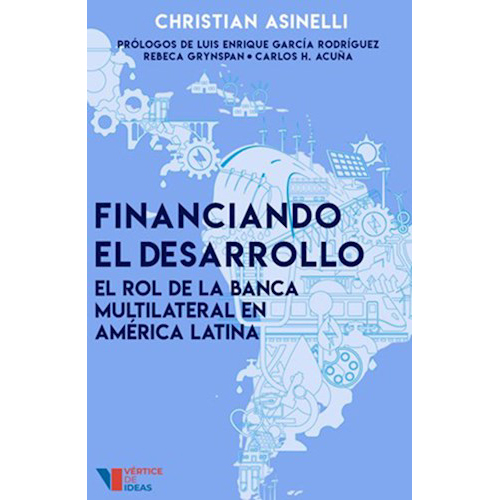 CHRISTIAN ASINELLI
PRÓLOGOS DE LUIS ENRIQUE GARCÍA RODRÍGUEZ
REBECA GRYNSPAN • CARLOS H. ACUÑA
FINANCIANDO
EL DESARROLLO
EL ROL DE LA BANCA
MULTILATERAL EN
AMÉRICA LATINA
VÉRTICE
DE
IDEAS